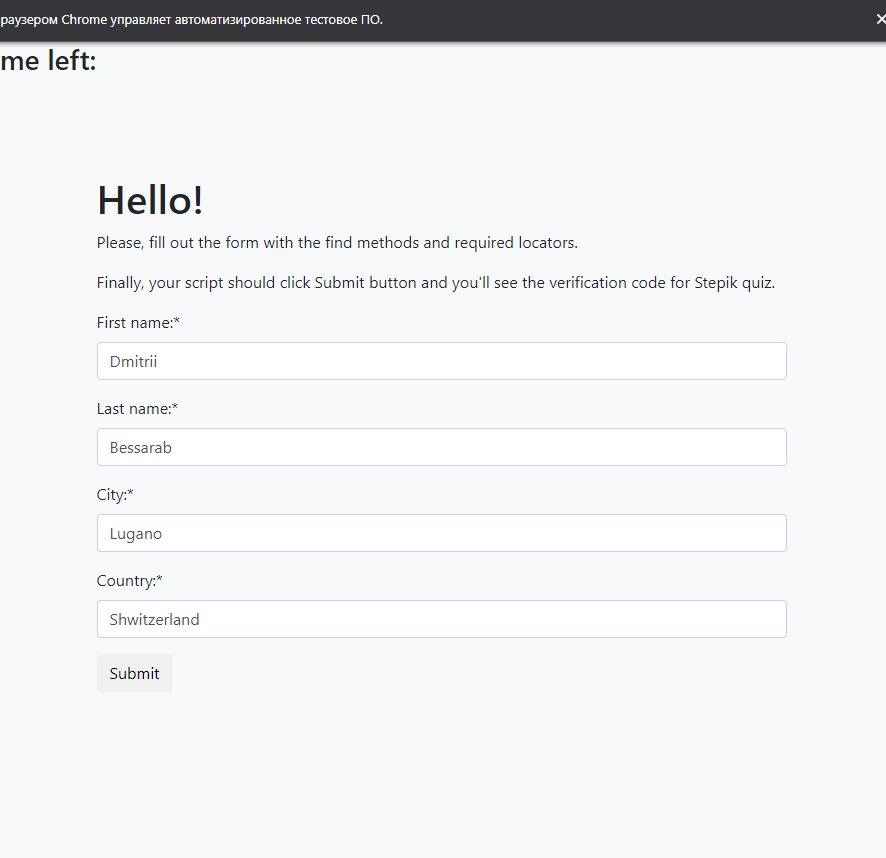 раузером Chrome управляет автоматизированное тестовое ПО.
me left:
Hello!
Please, fill out the form with the find methods and required locators.
Finally, your script should click Submit button and you'll see the verification code for Stepik quiz.
First name:*
Dmitrii
Last name:*
Bessarab
City:*
Lugano
Country:*
Shwitzerland
Submit